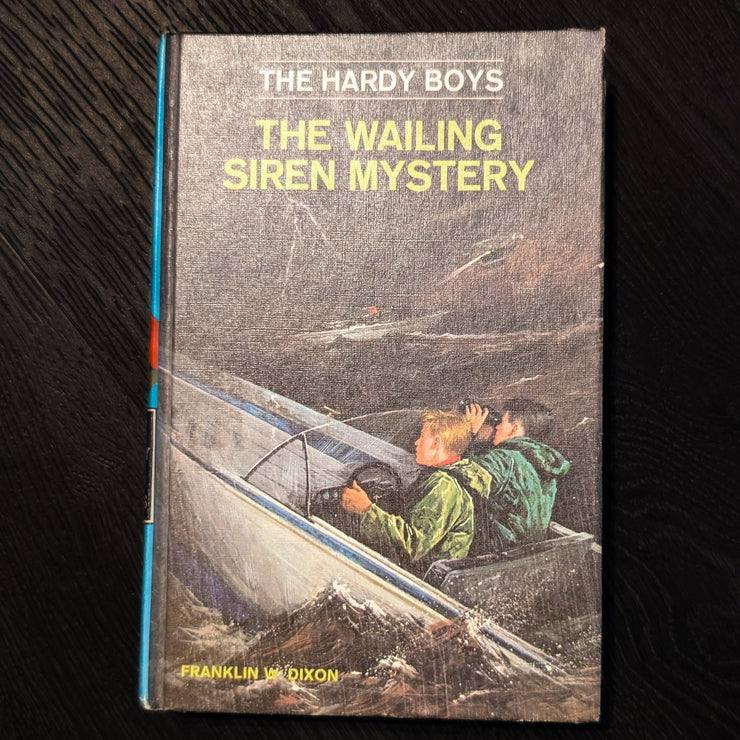 THE HARDY BOYS
THE WAILING
SIREN MYSTERY
FRANKLIN W. DIXON